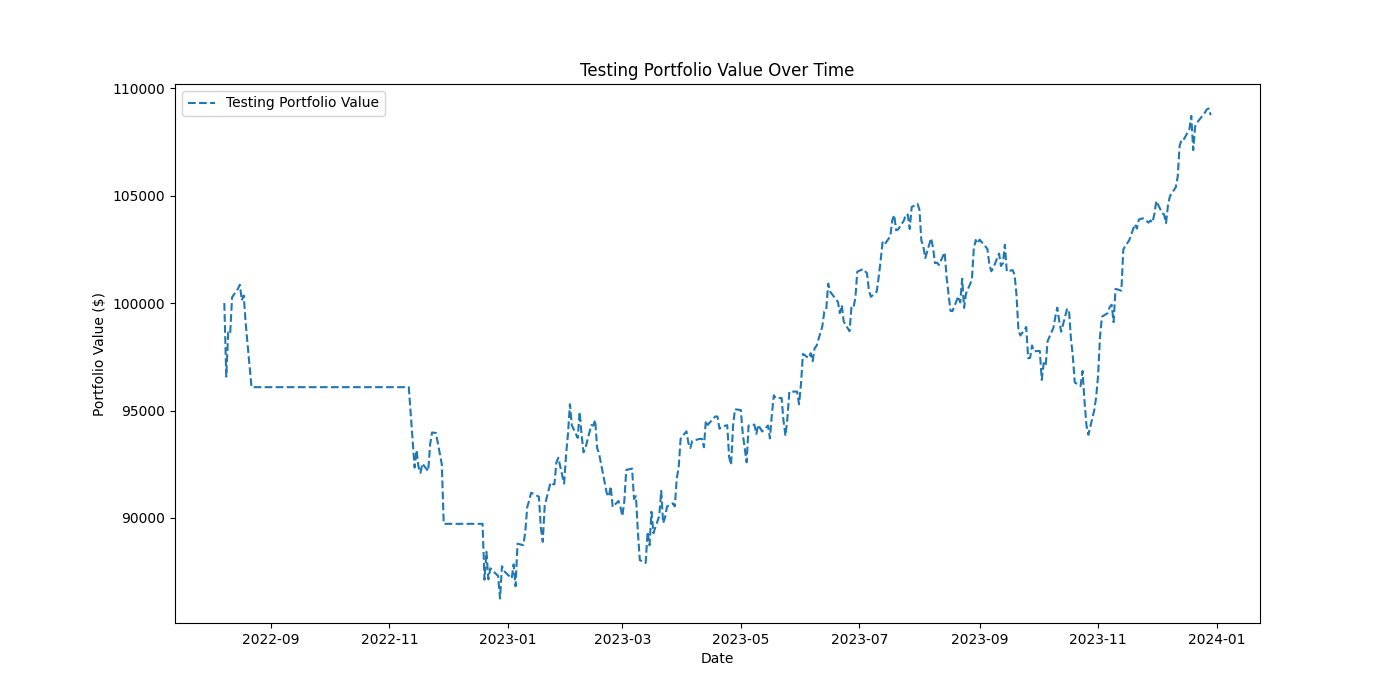 Testing Portfolio Value Over Time
Testing Portfolio Value
110000
105000
100000
95000
90000
Portfolio Value ($)
2022-09 2022-11 2023-01 2023-03 2023-05 2023-07 2023-09 2023-11 2024-01
Date